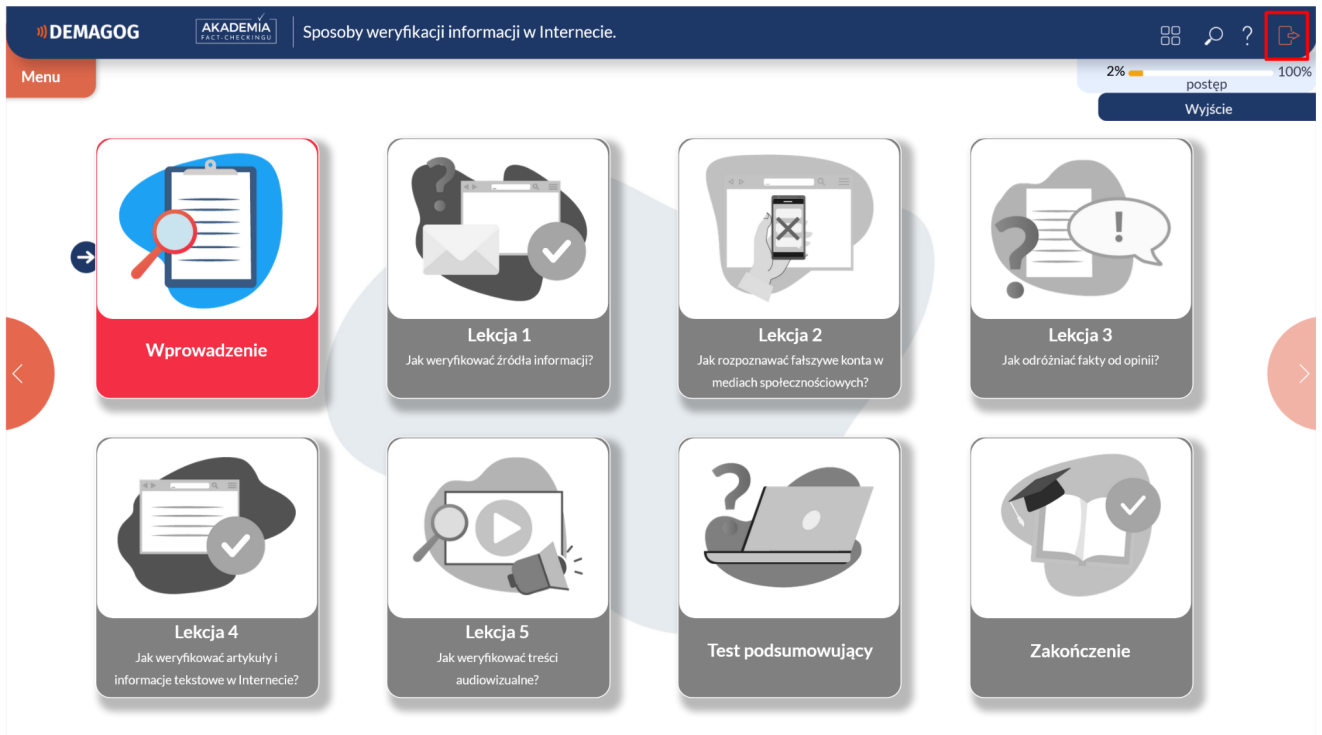 DEMAGOG
AKADEMIA
FACT-CHECKINGU
Sposoby weryfikacji informacji w Internecie.
?
Menu
2%
100%
postęp
Wyjście
Wprowadzenie
Lekcja 1
Jak weryfikować źródła informacji?
Lekcja 2
Jak rozpoznawać fałszywe konta w
mediach społecznościowych?
Lekcja 3
Jak odróżniać fakty od opinii?
Lekcja 4
Jak weryfikować artykuły i
informacje tekstowe w Internecie?
Lekcja 5
Jak weryfikować treści
audiowizualne?
Test podsumowujący
Zakończenie